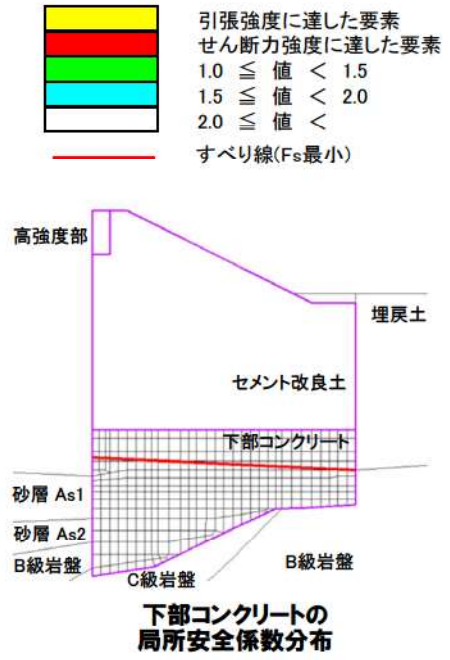 引張強度に達した要素
せん断力強度に達した要素
1.0 ≦ 値 < 1.5
1.5 ≦ 値 < 2.0
2.0 ≦ 値 <
すべり線(Fs最小)
高強度部
埋戻土
セメント改良土
下部コンクリート
砂層 As1
砂層 As2
B級岩盤
C級岩盤
B級岩盤
下部コンクリートの
局所安全係数分布